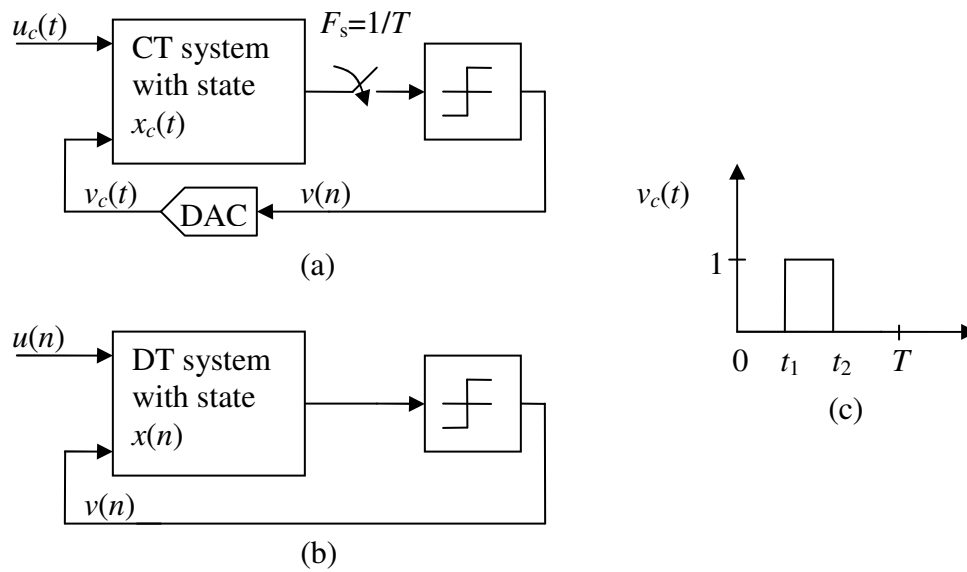 u_c(t)
CT system
with state
x_c(t)
F_s=1/T
v_c(t)
DAC
v(n)
(a)
u(n)
DT system
with state
x(n)
v(n)
(b)
v_c(t)
1
0 t_1 t_2 T
(c)